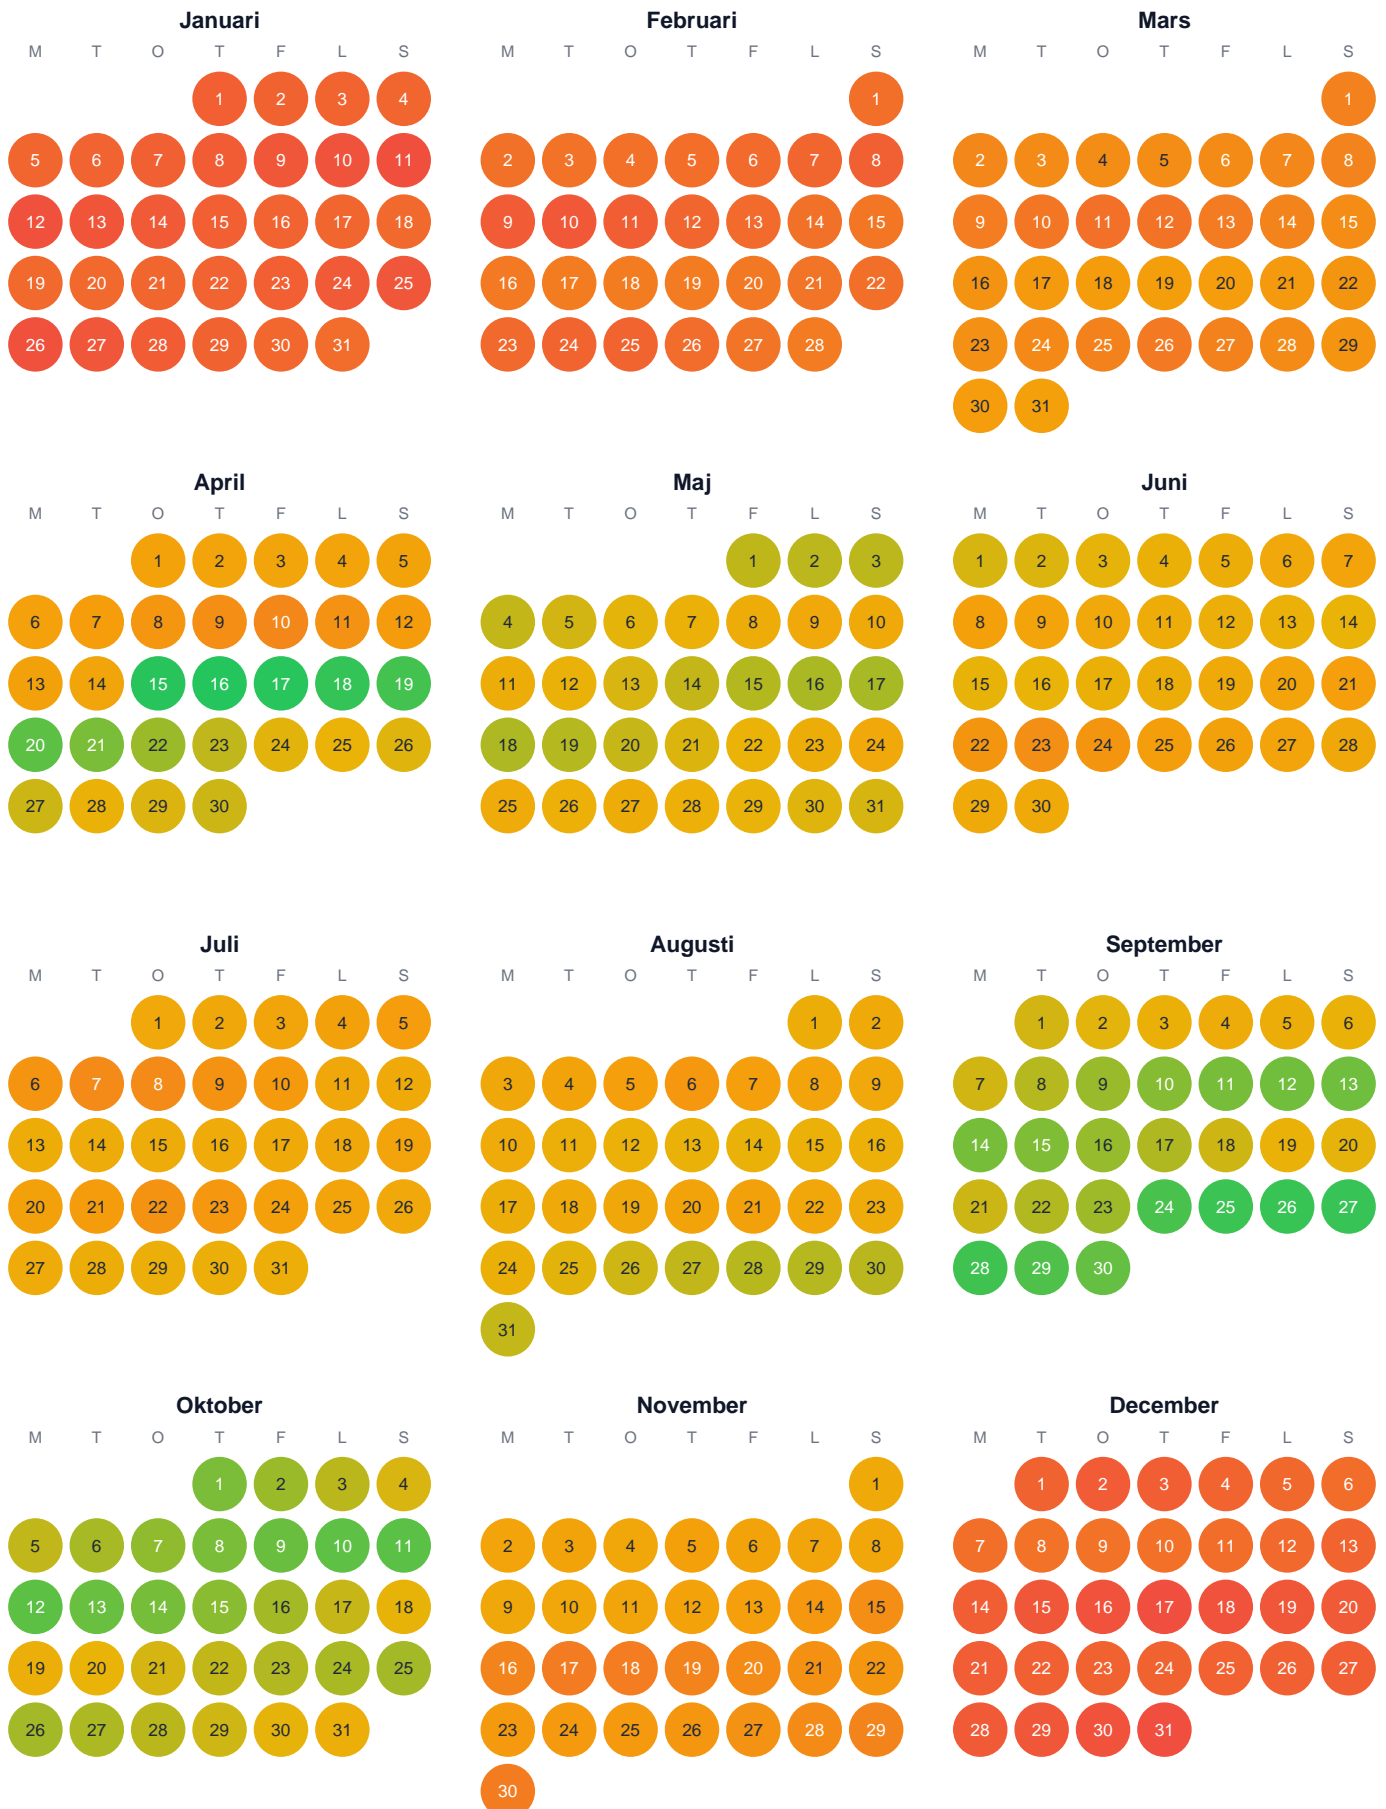 Januari Februari Mars
M T O T F L S M T O T F L S M T O T F L S
1 2 3 4 1 1
5 6 7 8 9 10 11 2 3 4 5 6 7 8 2 3 4 5 6 7 8
12 13 14 15 16 17 18 9 10 11 12 13 14 15 9 10 11 12 13 14 15
19 20 21 22 23 24 25 16 17 18 19 20 21 22 16 17 18 19 20 21 22
26 27 28 29 30 31 23 24 25 26 27 28 23 24 25 26 27 28 29
30 31
April Maj Juni
M T O T F L S M T O T F L S M T O T F L S
1 2 3 4 5 1 2 3 1 2 3 4 5 6 7
6 7 8 9 10 11 12 4 5 6 7 8 9 10 8 9 10 11 12 13 14
13 14 15 16 17 18 19 11 12 13 14 15 16 17 15 16 17 18 19 20 21
20 21 22 23 24 25 26 18 19 20 21 22 23 24 22 23 24 25 26 27 28
27 28 29 30 25 26 27 28 29 30 31 29 30
Juli Augusti September
M T O T F L S M T O T F L S M T O T F L S
1 2 3 4 5 1 2 1 2 3 4 5 6
6 7 8 9 10 11 12 3 4 5 6 7 8 9 7 8 9 10 11 12 13
13 14 15 16 17 18 19 10 11 12 13 14 15 16 14 15 16 17 18 19 20
20 21 22 23 24 25 26 17 18 19 20 21 22 23 21 22 23 24 25 26 27
27 28 29 30 31 24 25 26 27 28 29 30 28 29 30
31
Oktober November December
M T O T F L S M T O T F L S M T O T F L S
1 2 3 4 1 1 2 3 4 5 6
5 6 7 8 9 10 11 2 3 4 5 6 7 8 7 8 9 10 11 12 13
12 13 14 15 16 17 18 9 10 11 12 13 14 15 14 15 16 17 18 19 20
19 20 21 22 23 24 25 16 17 18 19 20 21 22 21 22 23 24 25 26 27
26 27 28 29 30 31 23 24 25 26 27 28 29 28 29 30 31
30